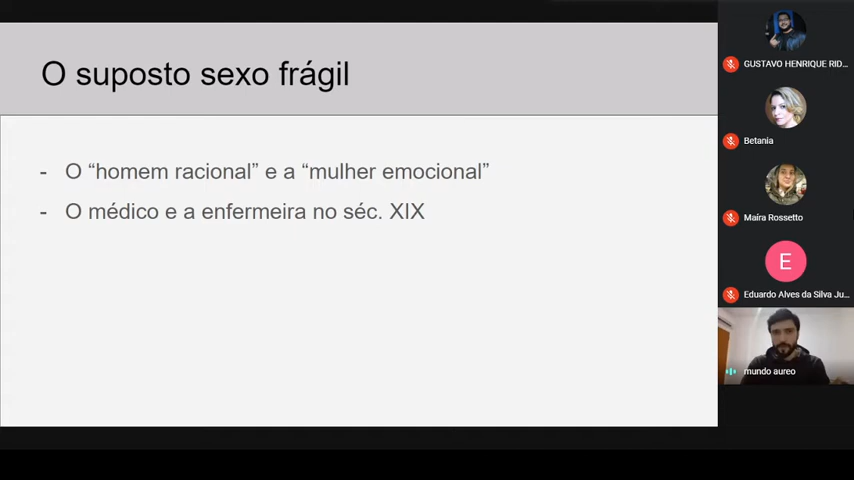 O suposto sexo frágil
- O “homem racional” e a “mulher emocional”
- O médico e a enfermeira no séc. XIX
GUSTAVO HENRIQUE RID...
Betania
Maíra Rossetto
E
Eduardo Alves da Silva Ju...
mundo aureo